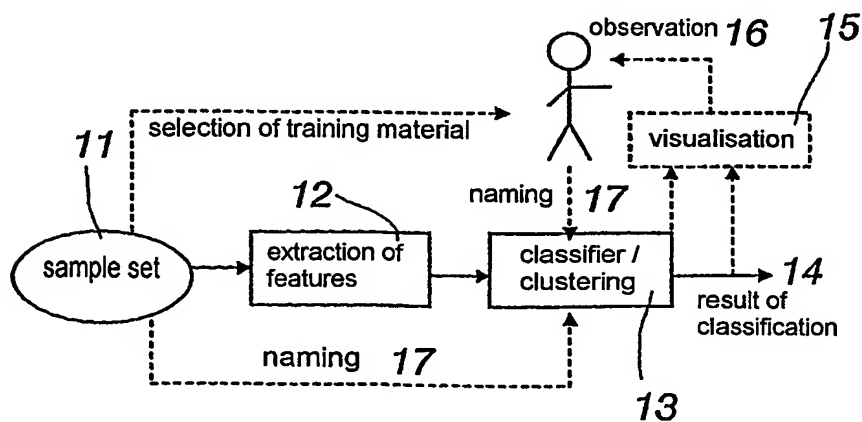 observation 16
15
visualisation
selection of training material
11
12
naming 17
sample set
extraction of
features
classifier /
clustering
14
result of
classification
naming 17
13